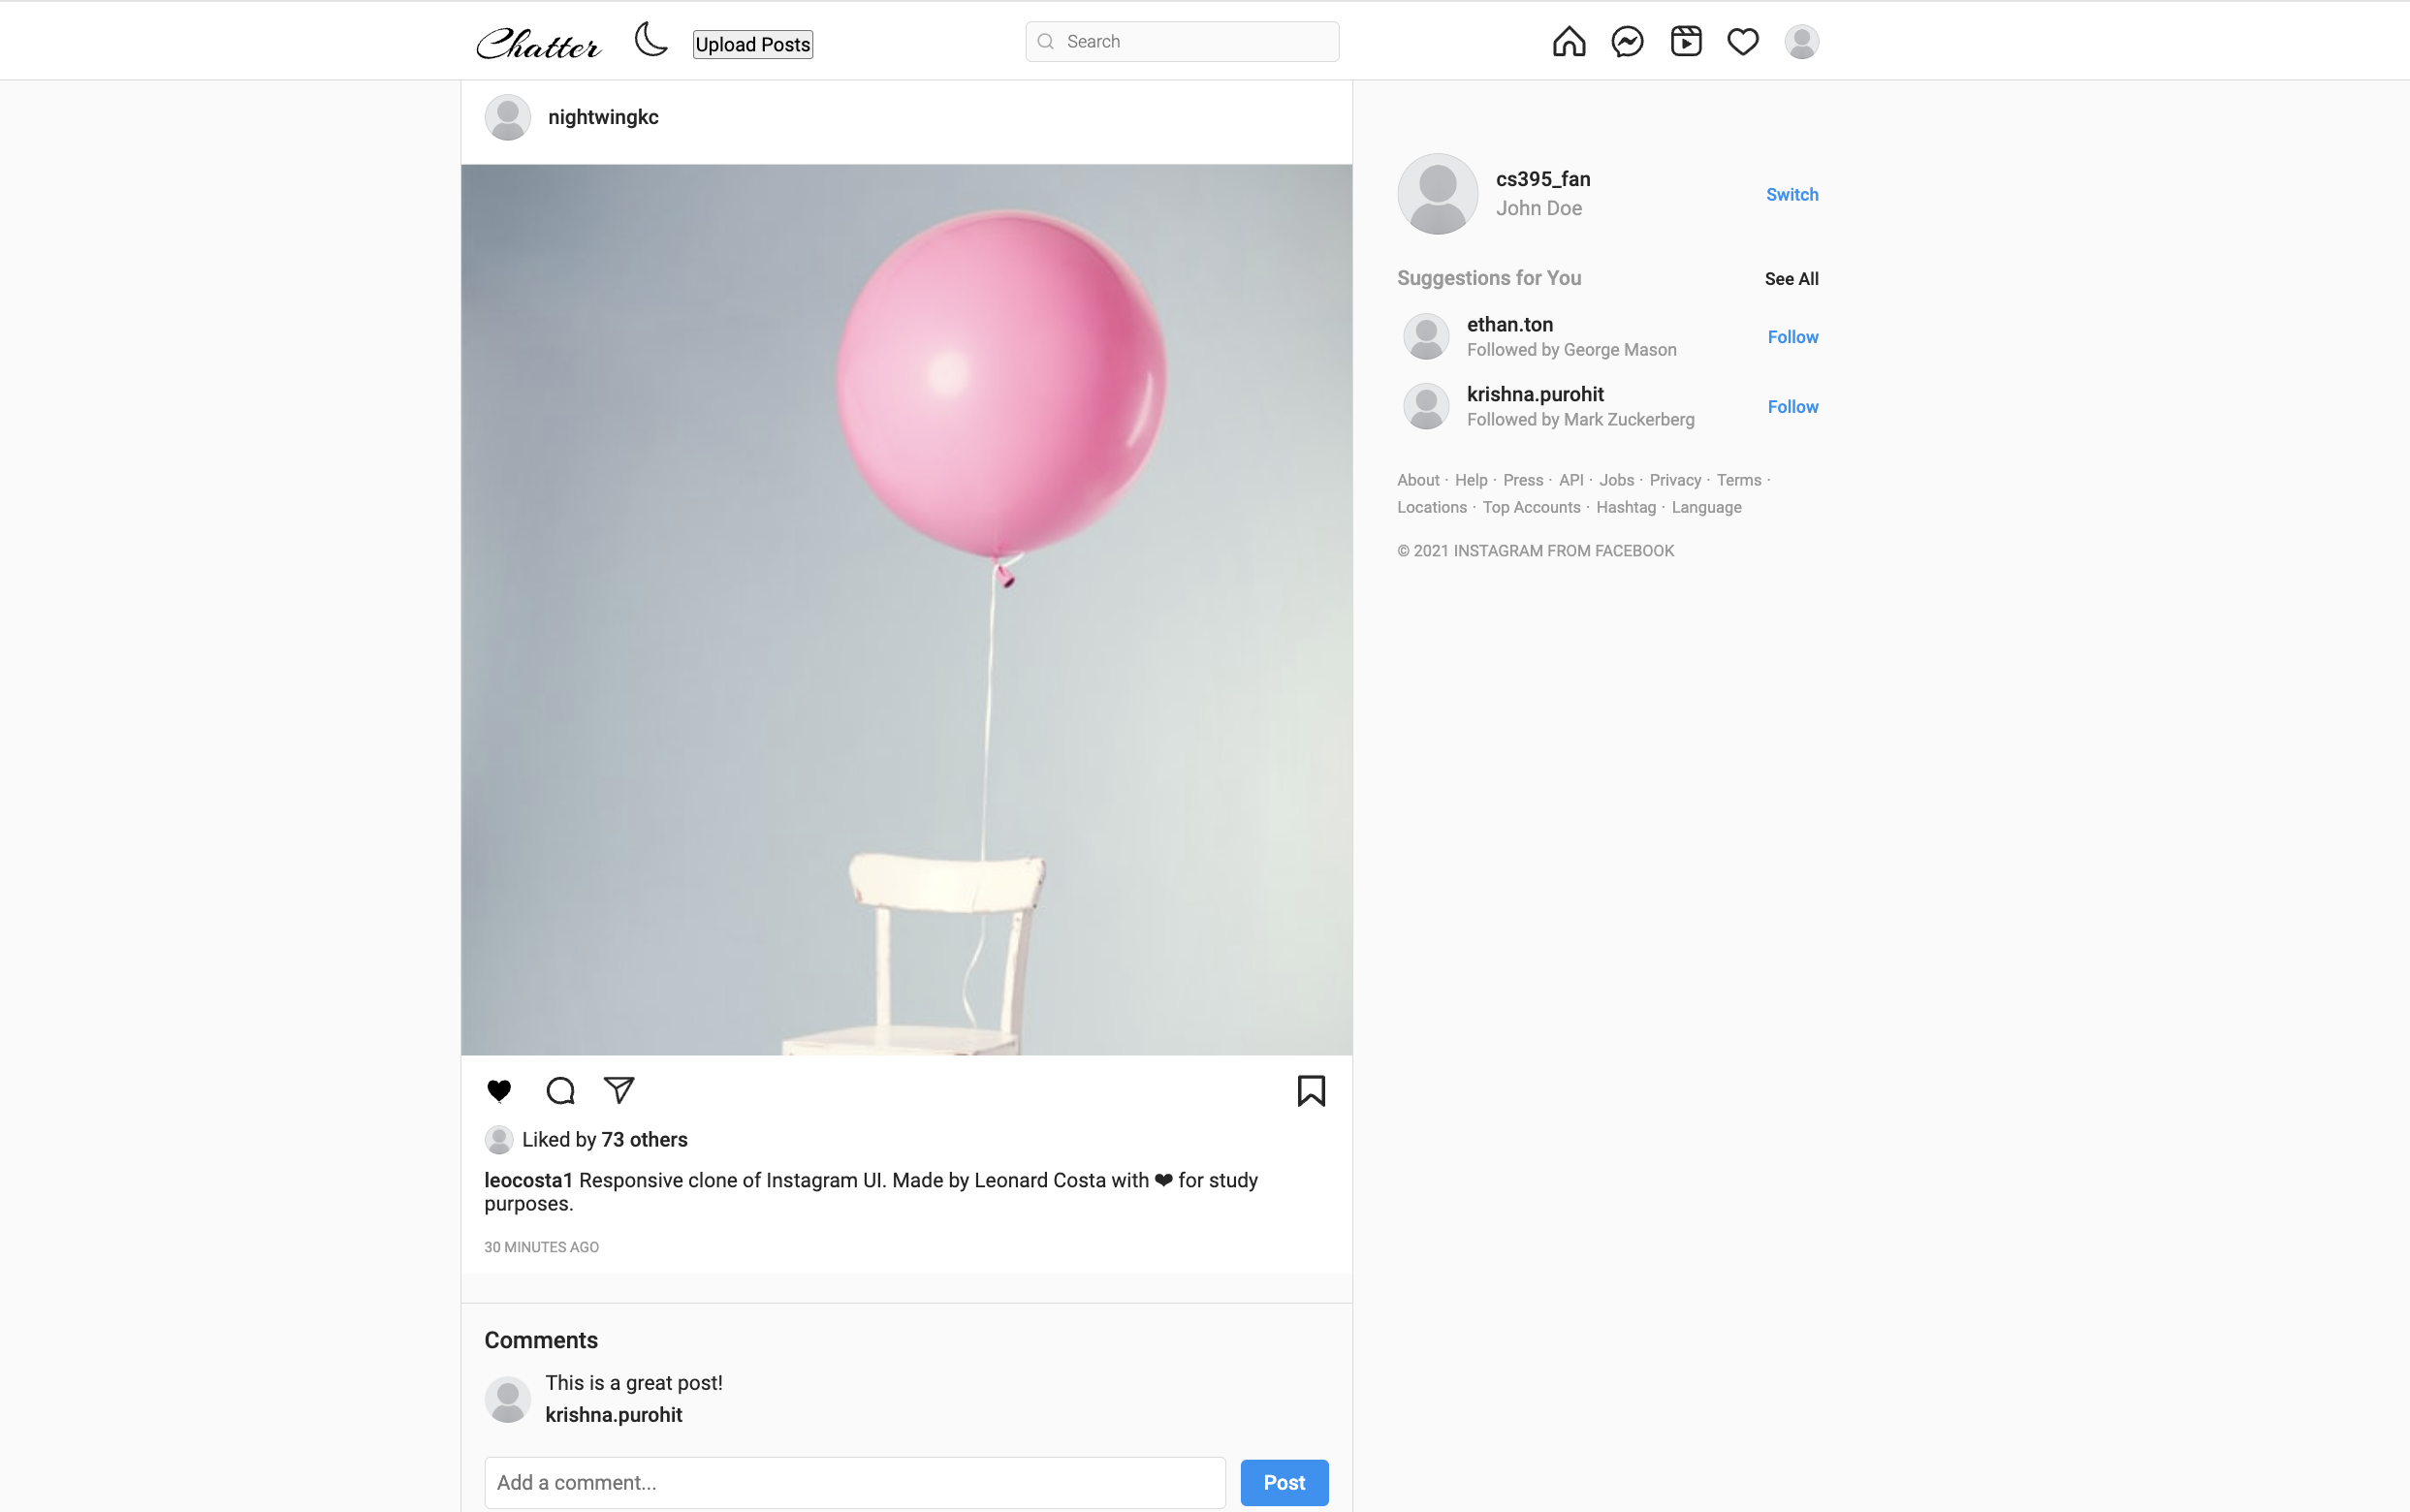 Chatter
Upload Posts
Search
nightwingkc
cs395_fan
John Doe
Switch
Suggestions for You
See All
ethan.ton
Followed by George Mason
Follow
krishna.purohit
Followed by Mark Zuckerberg
Follow
About · Help · Press · API · Jobs · Privacy · Terms ·
Locations · Top Accounts · Hashtag · Language
© 2021 INSTAGRAM FROM FACEBOOK
Liked by 73 others
leocosta1 Responsive clone of Instagram UI. Made by Leonard Costa with ❤ for study
purposes.
30 MINUTES AGO
Comments
This is a great post!
krishna.purohit
Add a comment...
Post